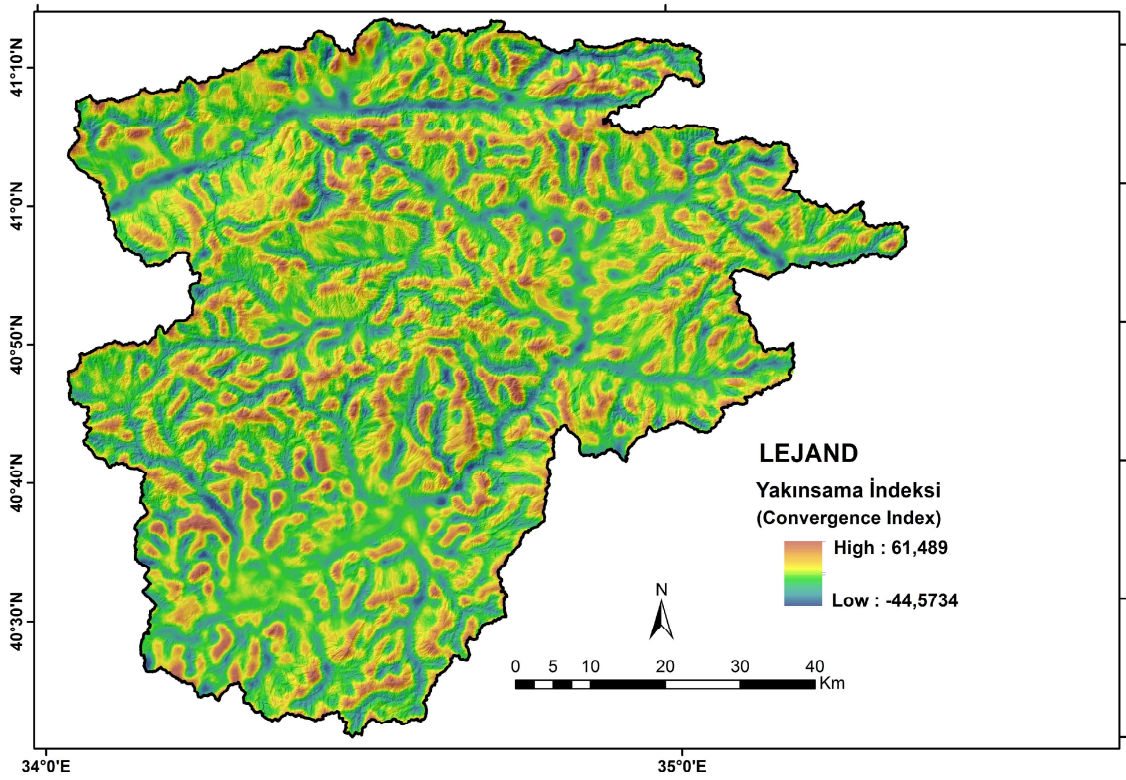 41°10'N
41°0'N
40°50'N
40°40'N
40°30'N
LEJAND
Yakınsama İndeksi
(Convergence Index)
High : 61,489
Low : -44,5734
N
0 5 10 20 30 40
Km
34°0'E 35°0'E